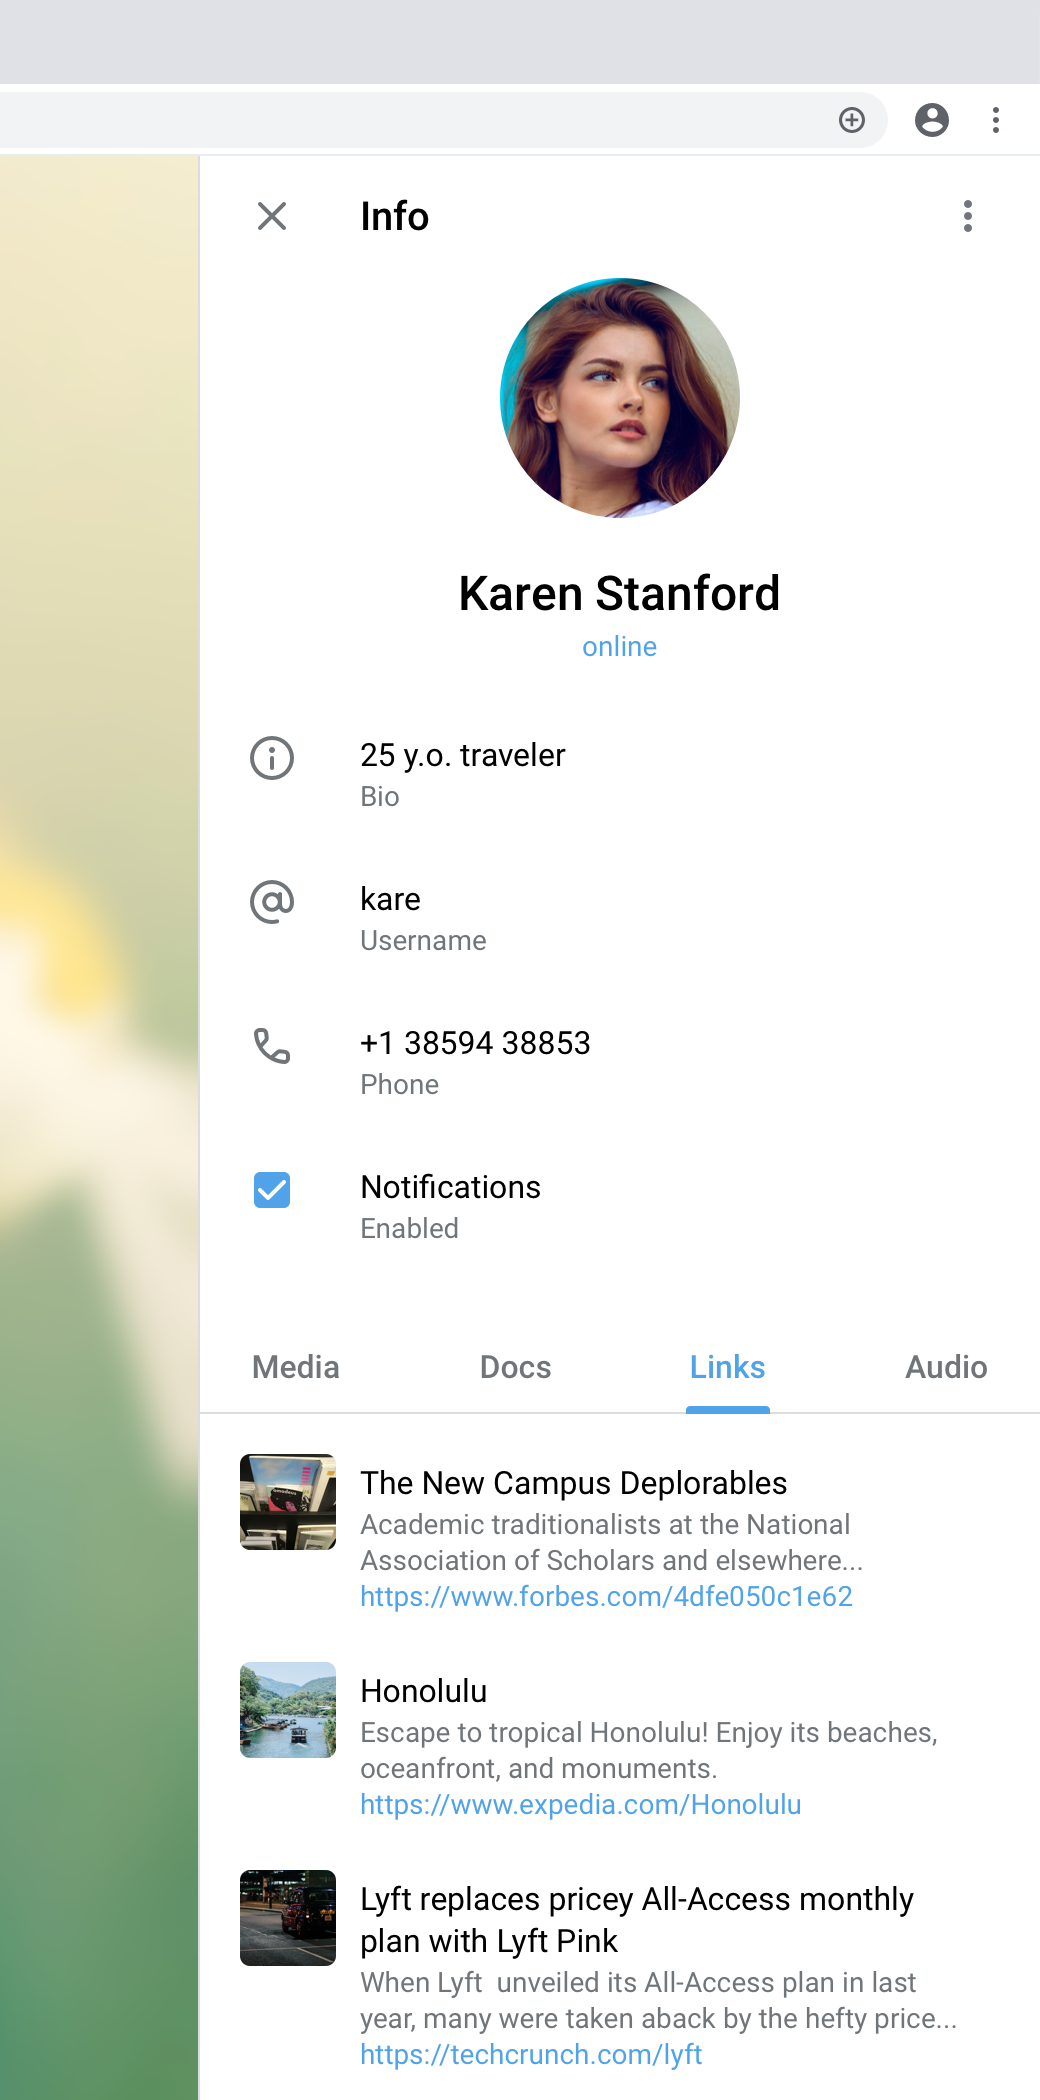 Info
Karen Stanford
online
25 y.o. traveler
Bio
kare
Username
+1 38594 38853
Phone
Notifications
Enabled
Media Docs Links Audio
The New Campus Deplorables
Academic traditionalists at the National
Association of Scholars and elsewhere...
https://www.forbes.com/4dfe050c1e62
Honolulu
Escape to tropical Honolulu! Enjoy its beaches,
oceanfront, and monuments.
https://www.expedia.com/Honolulu
Lyft replaces pricey All-Access monthly
plan with Lyft Pink
When Lyft  unveiled its All-Access plan in last
year, many were taken aback by the hefty price...
https://techcrunch.com/lyft